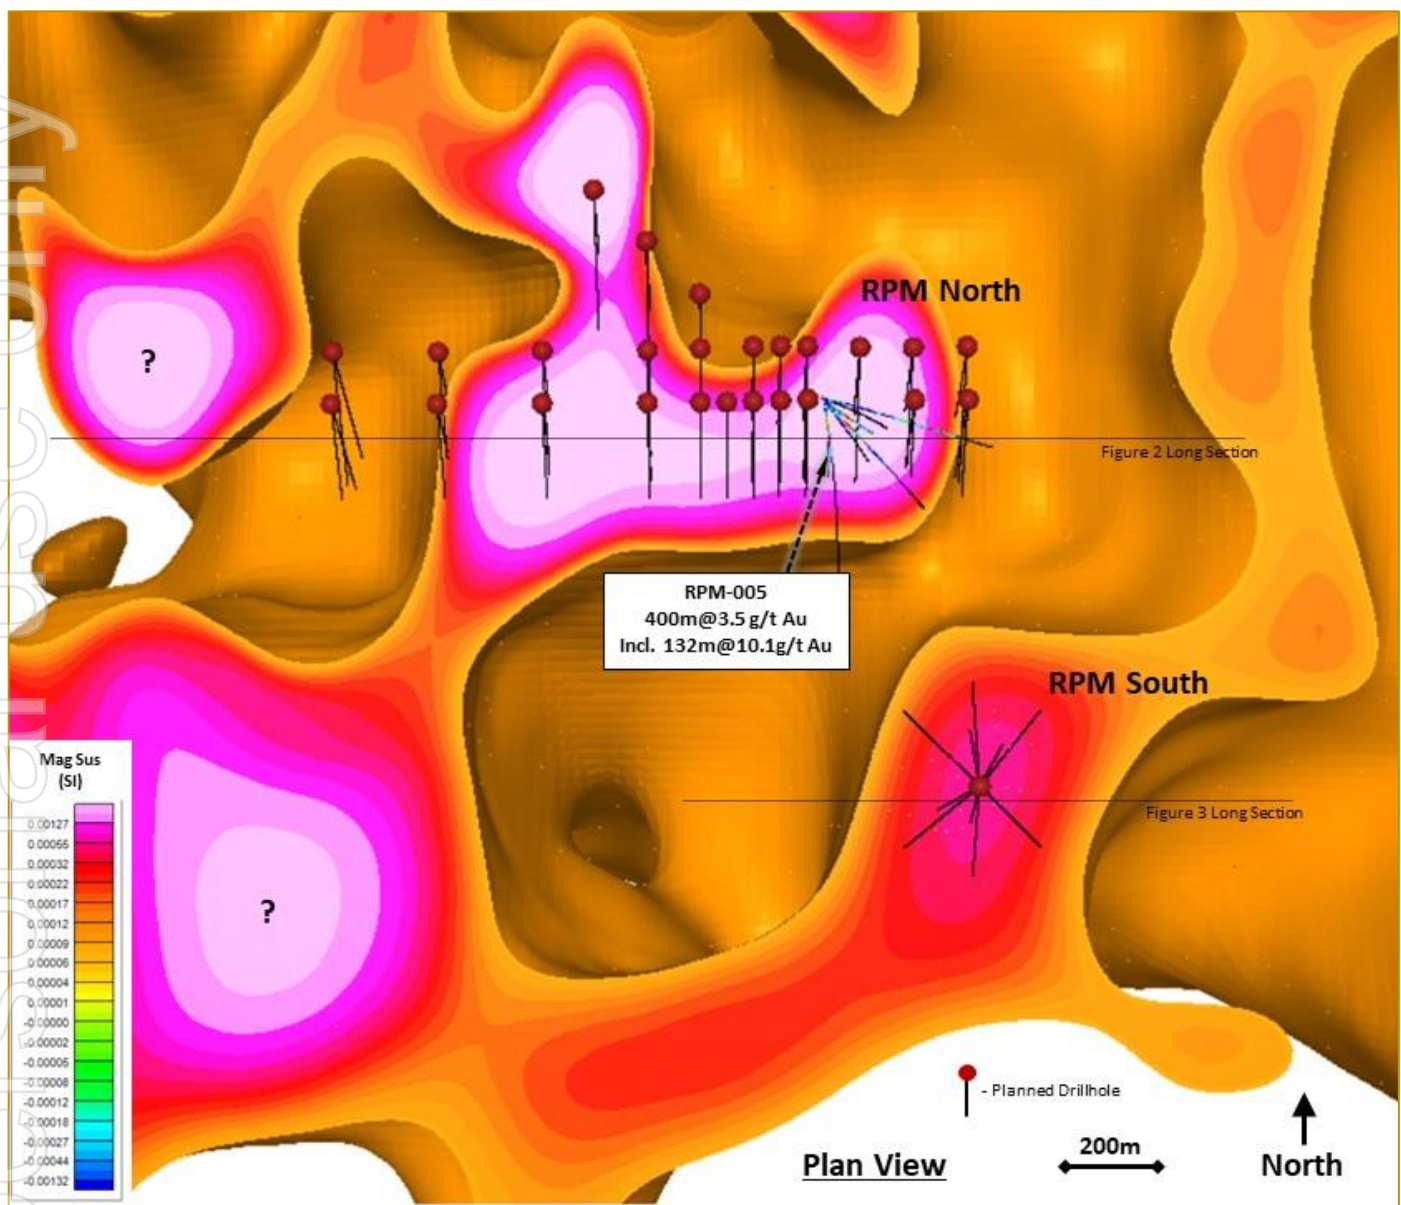 RPM North
?
Figure 2 Long Section
RPM-005
400m@3.5 g/t Au
Incl. 132m@10.1g/t Au
RPM South
Mag Sus
(SI)
0.00127
0.00055
0.00032
0.00022
0.00017
0.00012
0.00009
0.00006
0.00004
0.00001
-0.00000
-0.00002
-0.00005
-0.00008
-0.00012
-0.00018
-0.00027
-0.00044
-0.00132
Figure 3 Long Section
?
- Planned Drillhole
200m
Plan View
North